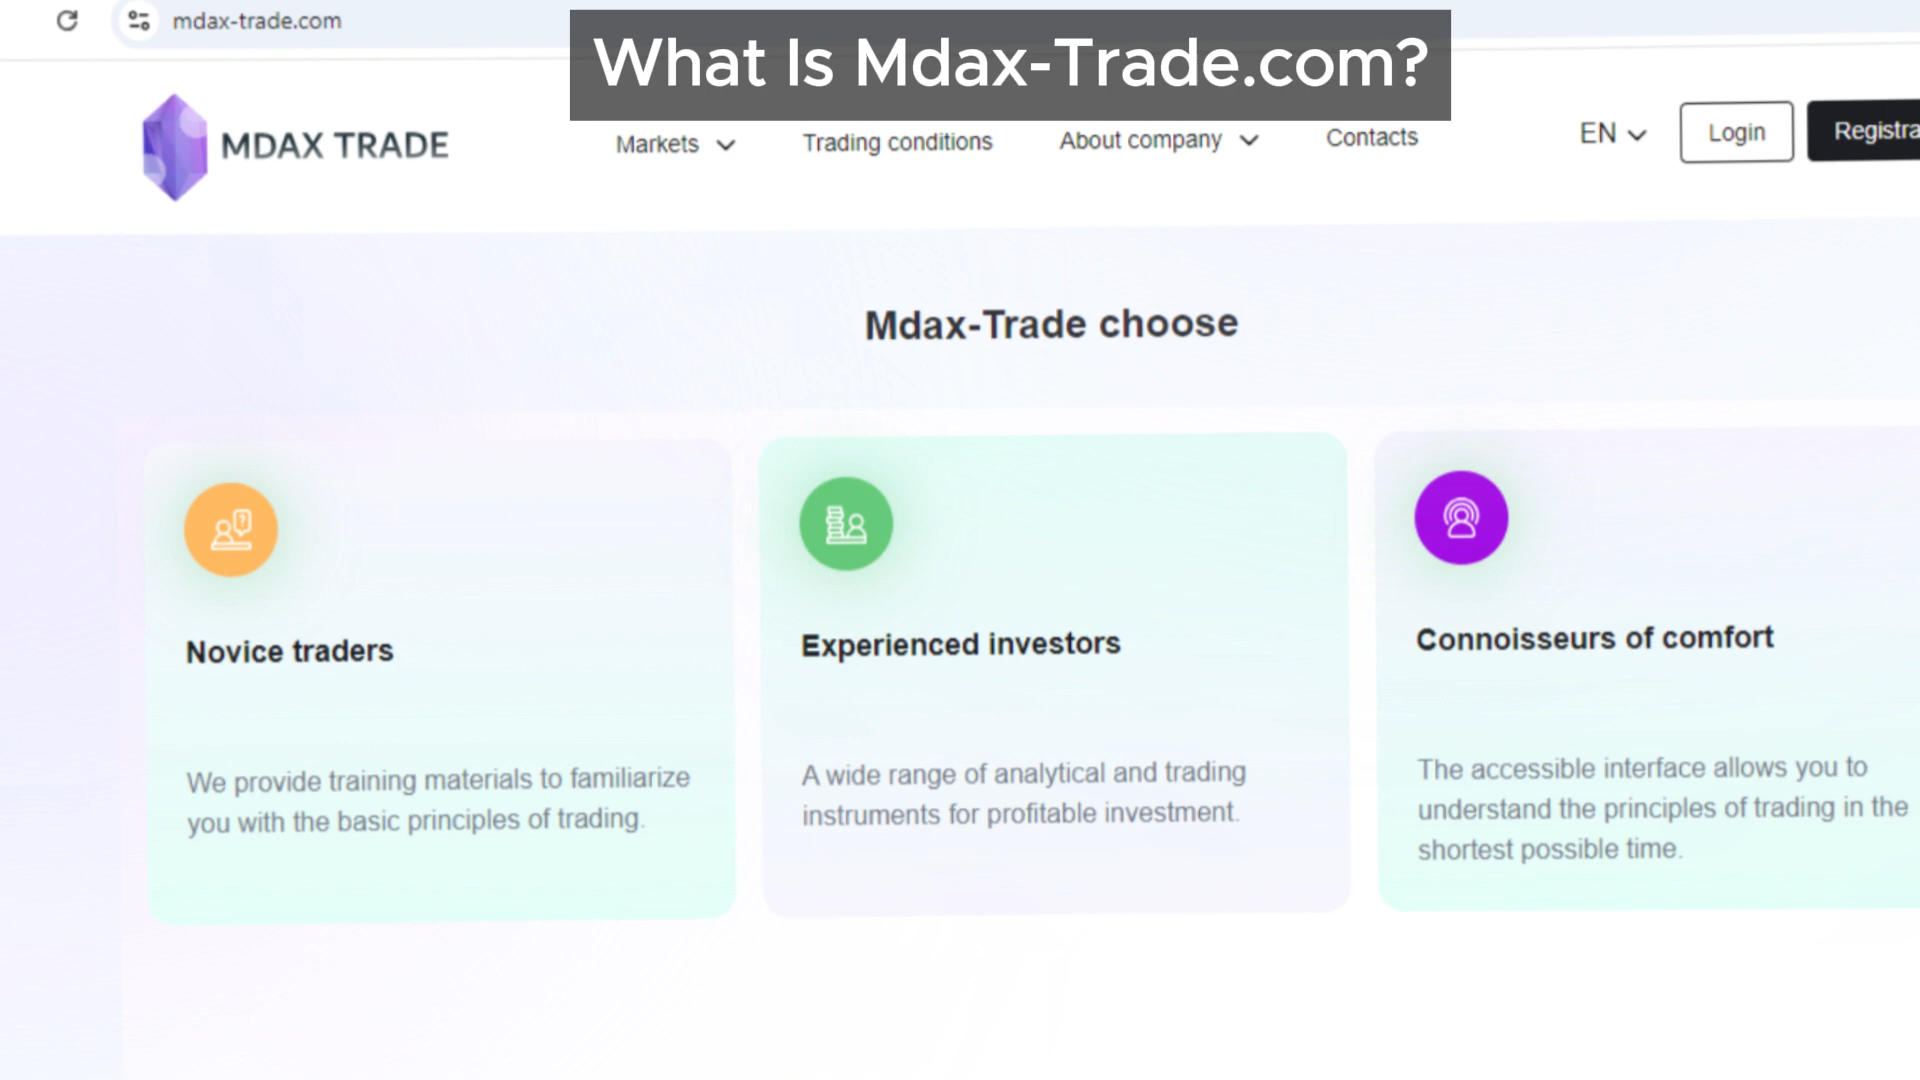 mdax-trade.com
What Is Mdax-Trade.com?
MDAX TRADE
Markets
Trading conditions
About company
Contacts
EN
Login
Registra
Mdax-Trade choose
Novice traders
We provide training materials to familiarize
you with the basic principles of trading.
Experienced investors
A wide range of analytical and trading
instruments for profitable investment.
Connoisseurs of comfort
The accessible interface allows you to
understand the principles of trading in the
shortest possible time.